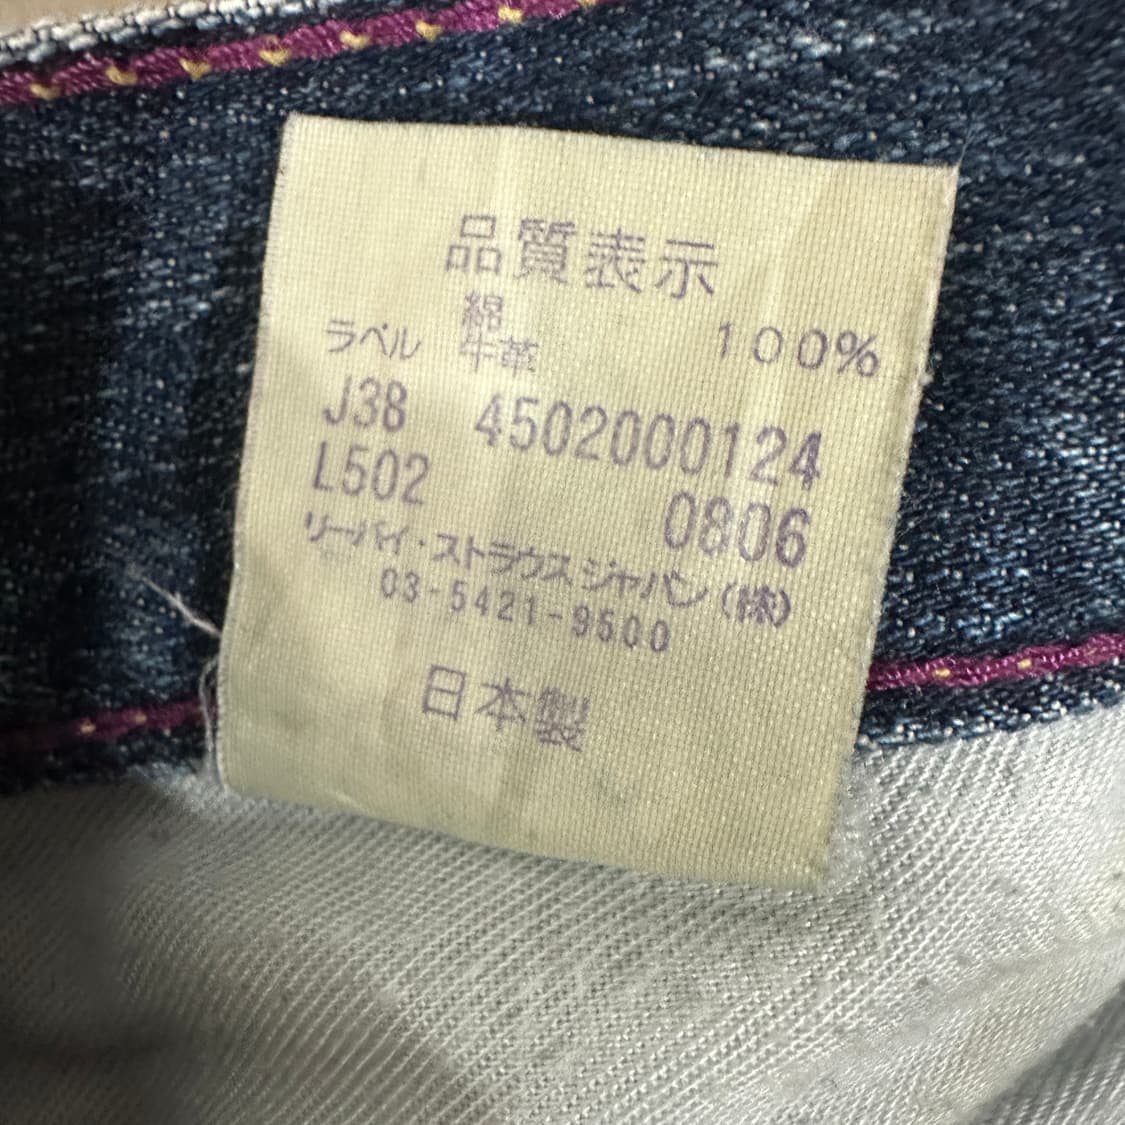 品質表示
綿 100%
ラベル 牛革
J38 4502000124
L502 0806
リーバイ・ストラウスジャパン(株)
03-5421-9500
日本製